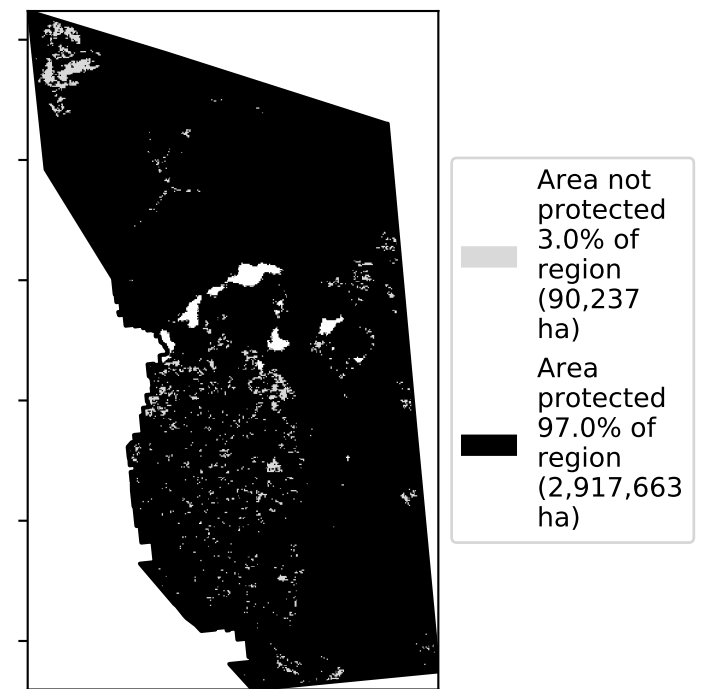 Area not
protected
3.0% of
region
(90,237
ha)
Area
protected
97.0% of
region
(2,917,663
ha)